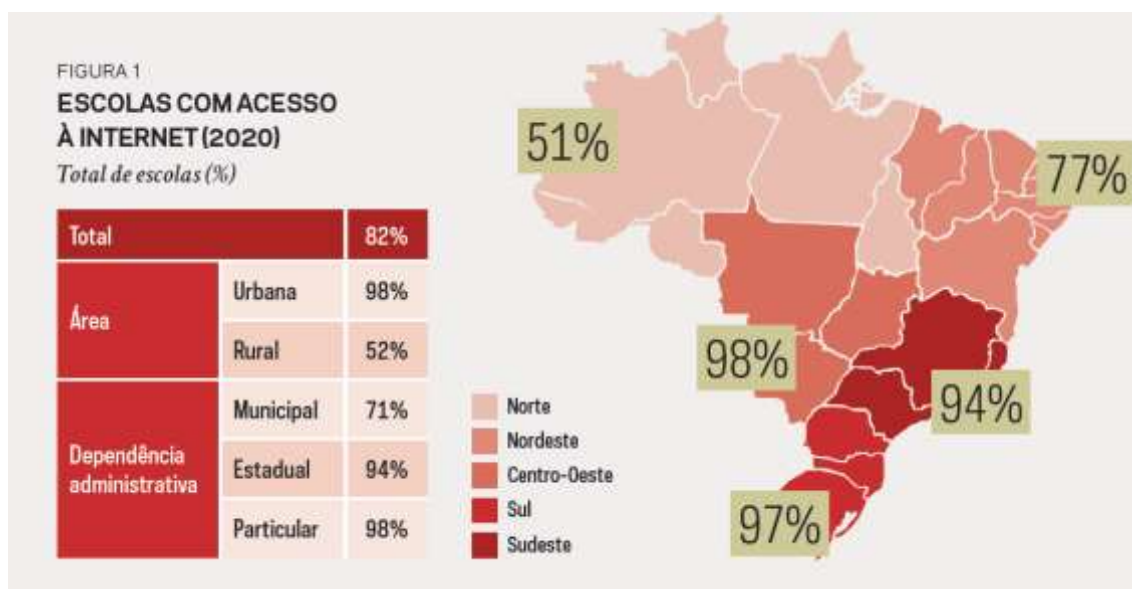 FIGURA 1
ESCOLAS COM ACESSO
À INTERNET (2020)
Total de escolas (%)
Total 82%
Área
Urbana 98%
Rural 52%
Dependência
administrativa
Municipal 71%
Estadual 94%
Particular 98%
Norte
Nordeste
Centro-Oeste
Sul
Sudeste
51%
77%
98%
94%
97%